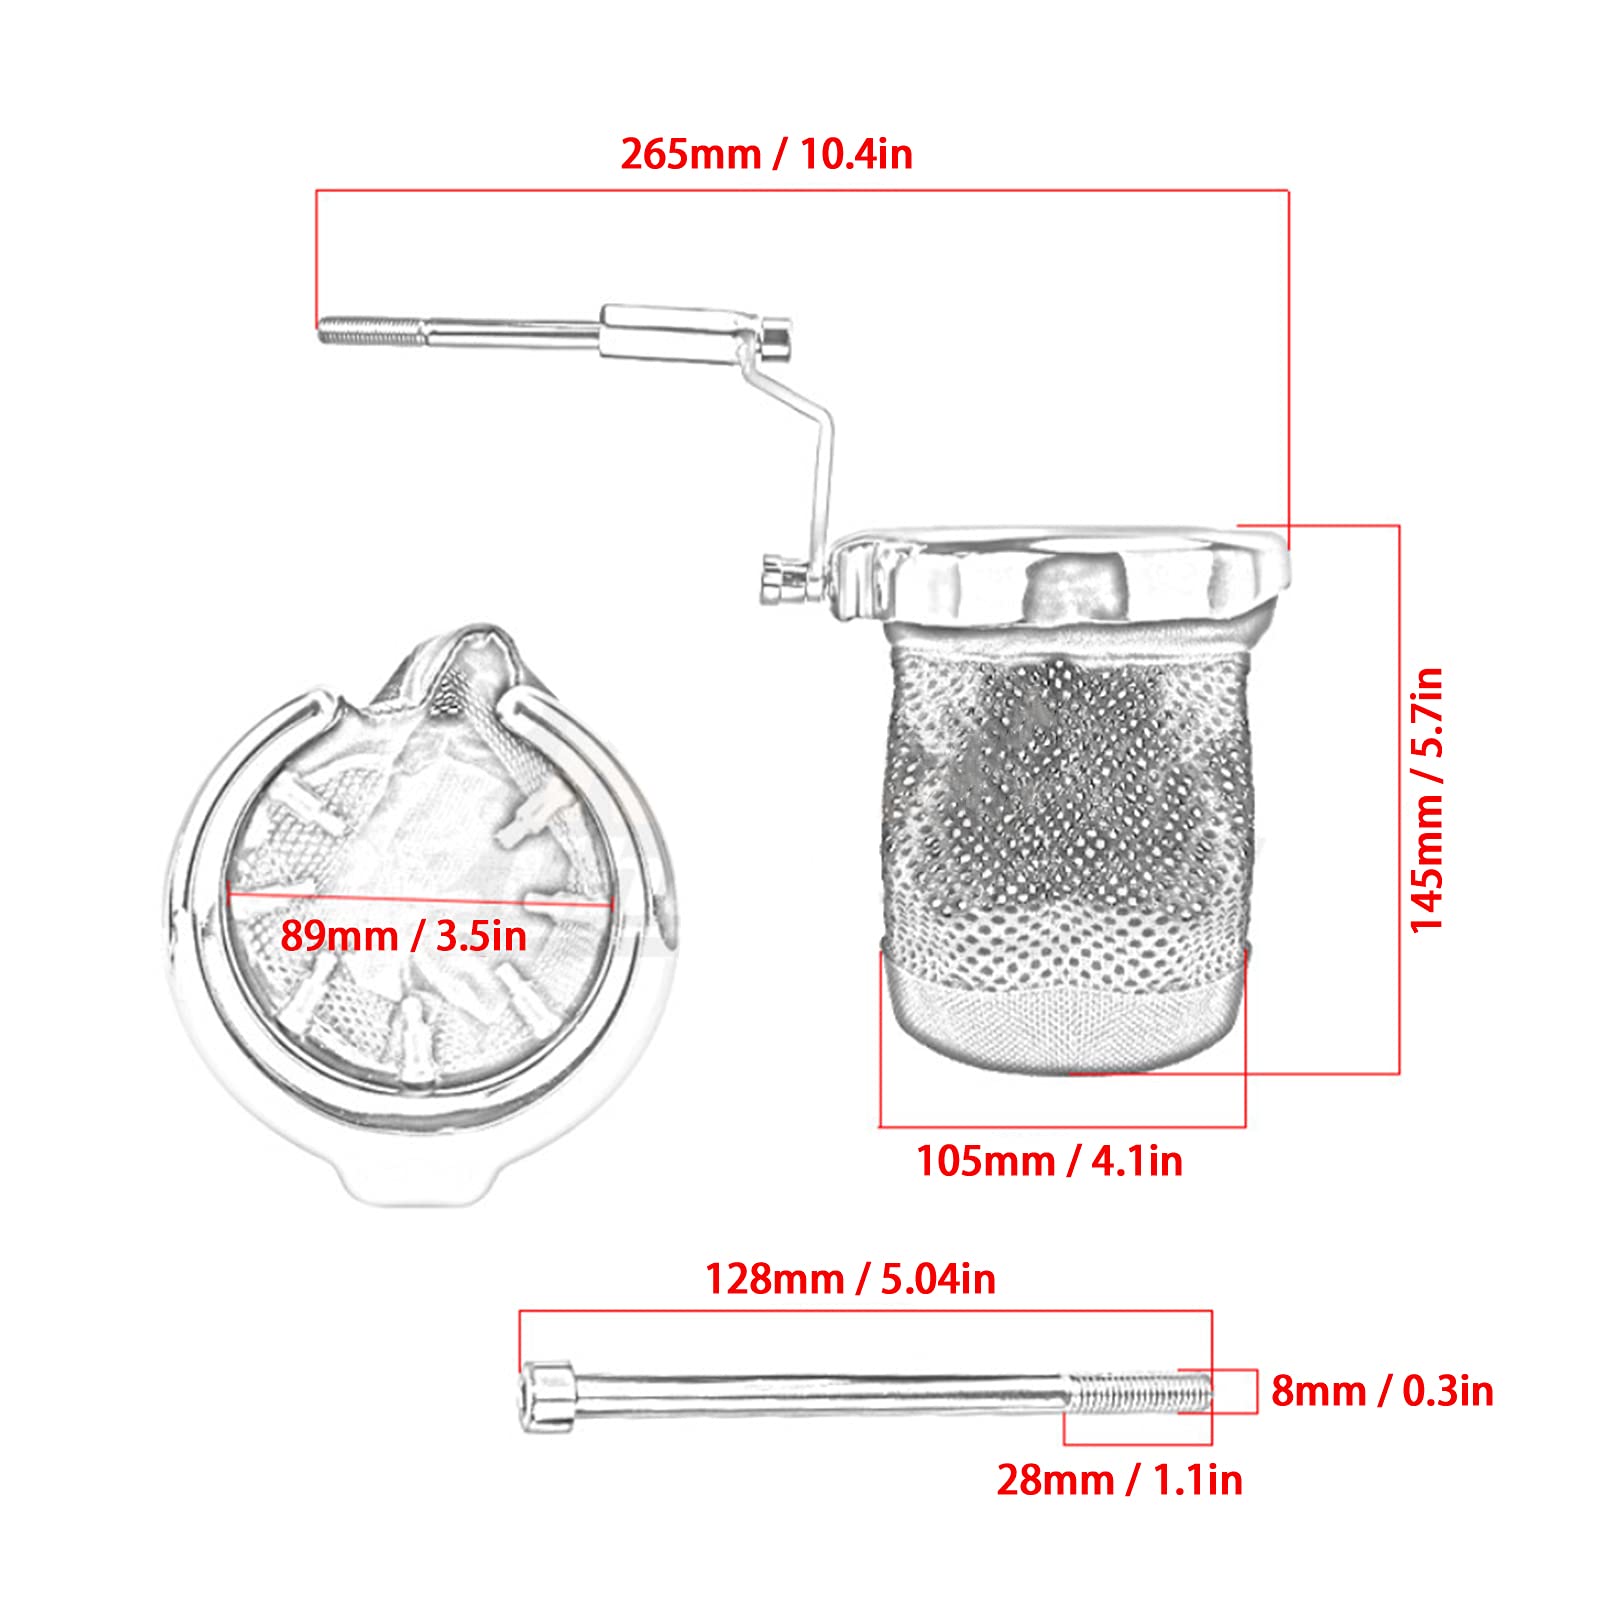 265mm / 10.4in
145mm / 5.7in
89mm / 3.5in
105mm / 4.1in
128mm / 5.04in
8mm / 0.3in
28mm / 1.1in